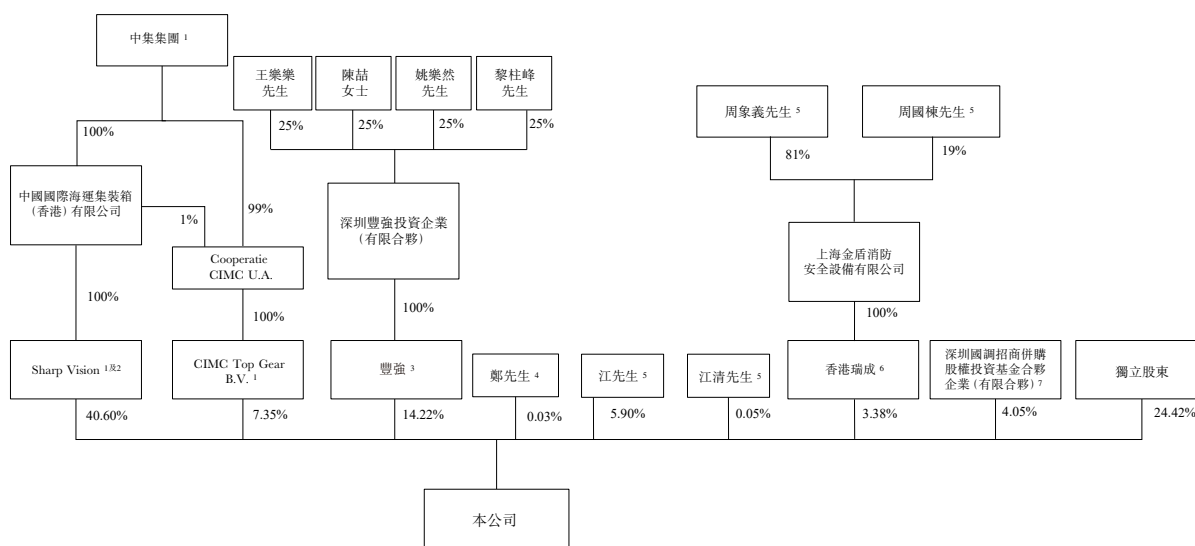 中集集團 1
王樂樂
先生
陳喆
女士
姚樂然
先生
黎柱峰
先生
周象義先生 5
周國棟先生 5
100%
25%
25%
25%
25%
81%
19%
中國國際海運集裝箱
(香港)有限公司
1%
99%
深圳豐強投資企業
(有限合夥)
上海金盾消防
安全設備有限公司
Cooperatie
CIMC U.A.
100%
100%
100%
100%
Sharp Vision 1及2
CIMC Top Gear
B.V. 1
豐強 3
鄭先生 4
江先生 5
江清先生 5
香港瑞成 6
深圳國調招商併購
股權投資基金合夥
企業(有限合夥) 7
獨立股東
40.60%
7.35%
14.22%
0.03%
5.90%
0.05%
3.38%
4.05%
24.42%
本公司